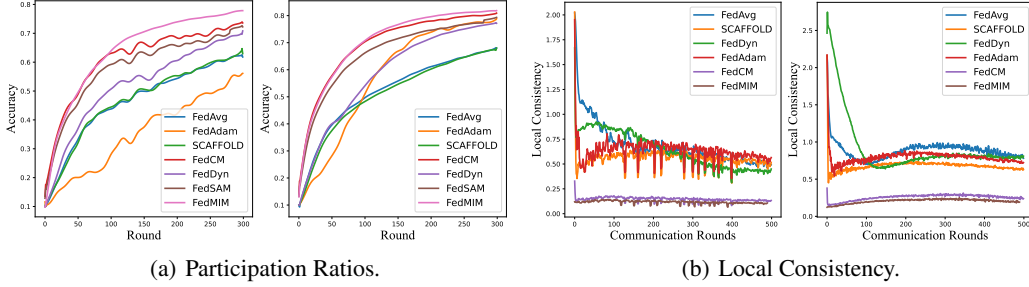 0.8
0.7
0.6
0.5
0.4
0.3
0.2
0.1
Accuracy
0 50 100 150 200 250 300
Round
FedAvg
FedAdam
SCAFFOLD
FedCM
FedDyn
FedSAM
FedMIM
0.8
0.7
0.6
0.5
0.4
0.3
0.2
0.1
Accuracy
0 50 100 150 200 250 300
Round
FedAvg
FedAdam
SCAFFOLD
FedCM
FedDyn
FedSAM
FedMIM
(a) Participation Ratios.
2.00
1.75
1.50
1.25
1.00
0.75
0.50
0.25
0.00
Local Consistency
0 100 200 300 400 500
Communication Rounds
FedAvg
SCAFFOLD
FedDyn
FedAdam
FedCM
FedMIM
2.5
2.0
1.5
1.0
0.5
0.0
Local Consistency
0 100 200 300 400 500
Communication Rounds
FedAvg
SCAFFOLD
FedDyn
FedAdam
FedCM
FedMIM
(b) Local Consistency.